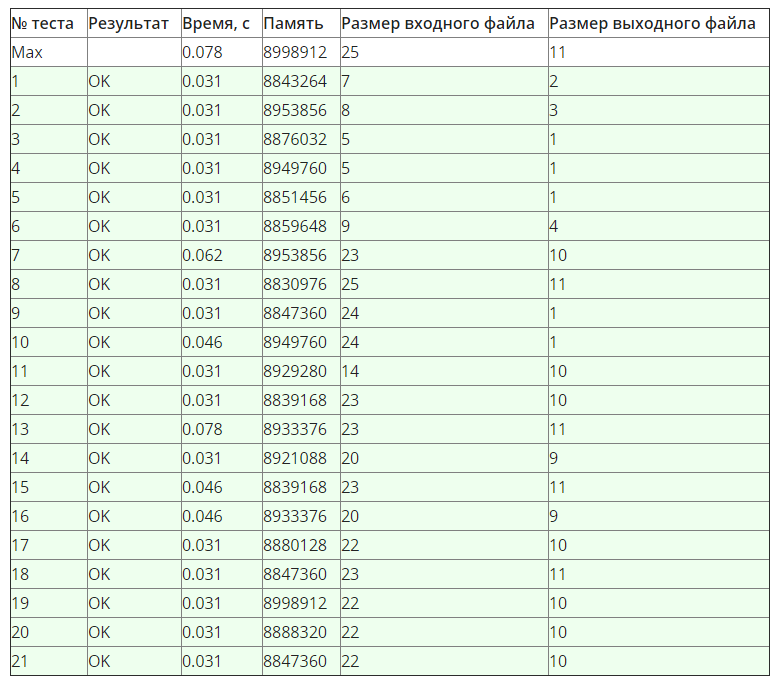 № теста Результат Время, с Память Размер входного файла Размер выходного файла
Max 0.078 8998912 25 11
1 OK 0.031 8843264 7 2
2 OK 0.031 8953856 8 3
3 OK 0.031 8876032 5 1
4 OK 0.031 8949760 5 1
5 OK 0.031 8851456 6 1
6 OK 0.031 8859648 9 4
7 OK 0.062 8953856 23 10
8 OK 0.031 8830976 25 11
9 OK 0.031 8847360 24 1
10 OK 0.046 8949760 24 1
11 OK 0.031 8929280 14 10
12 OK 0.031 8839168 23 10
13 OK 0.078 8933376 23 11
14 OK 0.031 8921088 20 9
15 OK 0.046 8839168 23 11
16 OK 0.046 8933376 20 9
17 OK 0.031 8880128 22 10
18 OK 0.031 8847360 23 11
19 OK 0.031 8998912 22 10
20 OK 0.031 8888320 22 10
21 OK 0.031 8847360 22 10